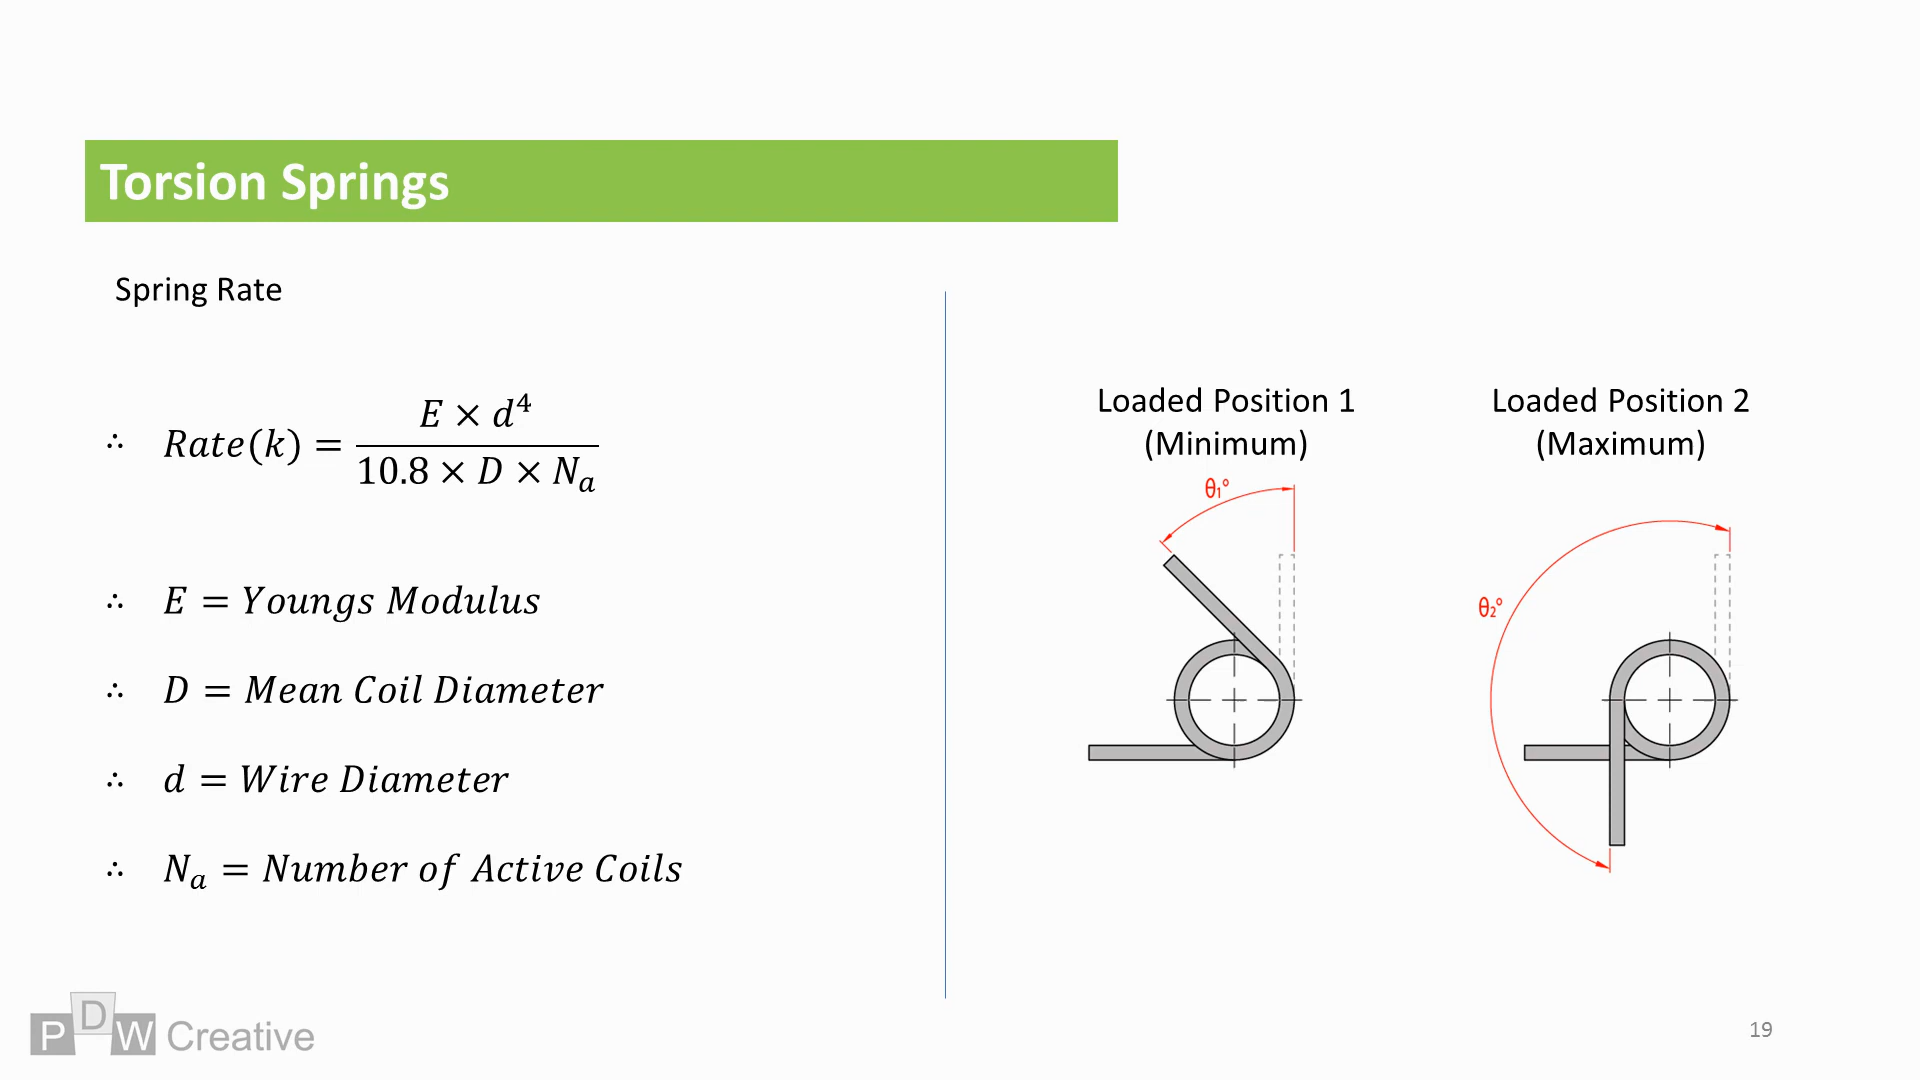 Torsion Springs
Spring Rate
∴ Rate(k) = E × d⁴ / 10.8 × D × Nₐ
∴ E = Youngs Modulus
∴ D = Mean Coil Diameter
∴ d = Wire Diameter
∴ Nₐ = Number of Active Coils
Loaded Position 1
(Minimum)
θ₁°
Loaded Position 2
(Maximum)
θ₂°
PDW Creative
19